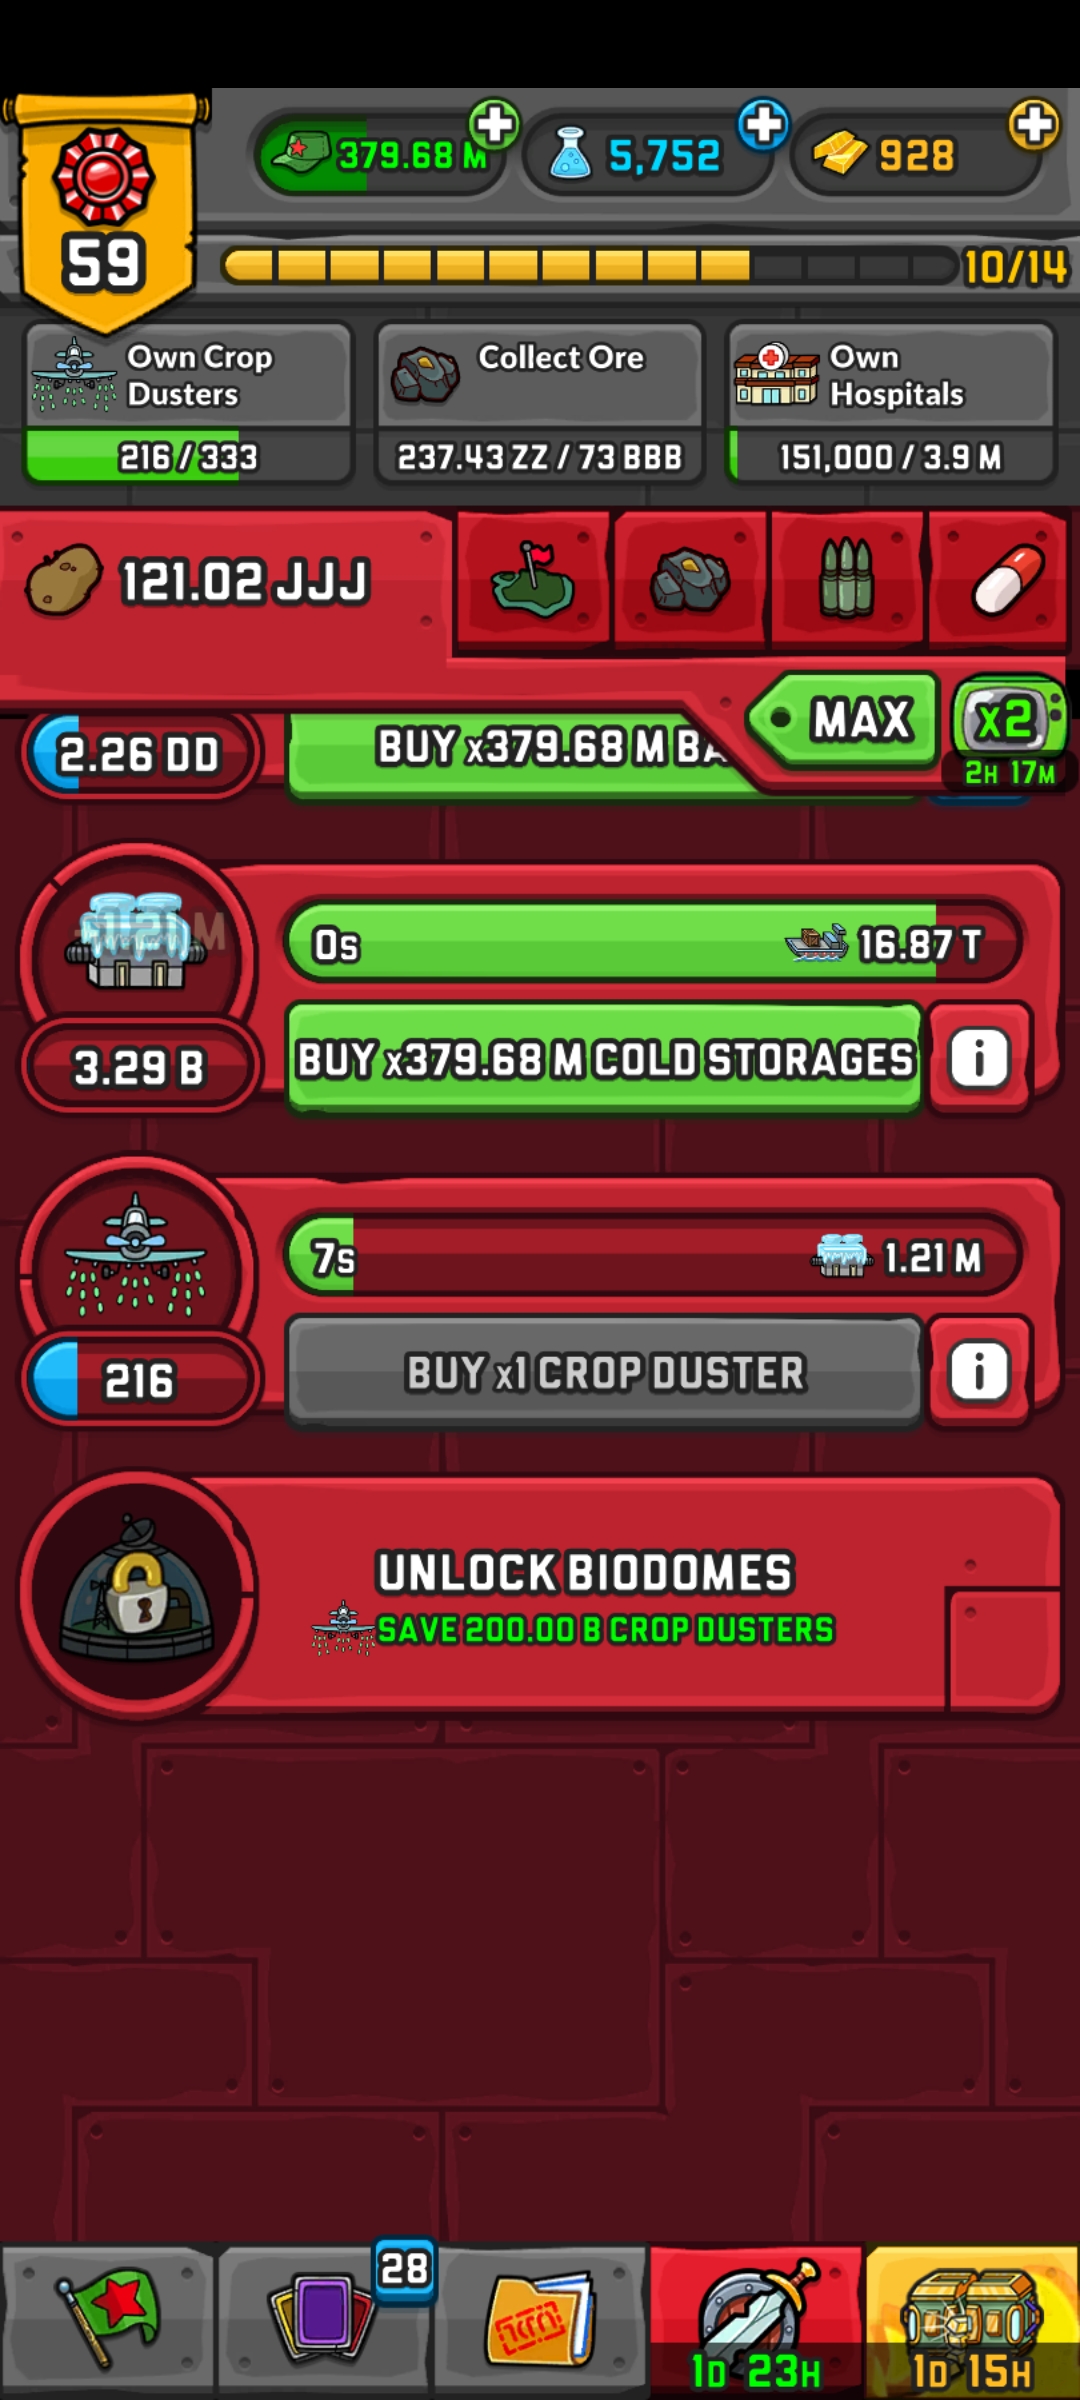 379.68 M
5,752
928
59
10/14
Own Crop
Dusters
216 / 333
Collect Ore
237.43 ZZ / 73 BBB
Own
Hospitals
151,000 / 3.9 M
121.02 JJJ
MAX
x2
2H 17M
2.26 DD
BUY x379.68 M BA
0s
16.87 T
3.29 B
BUY x379.68 M COLD STORAGES
i
7s
1.21 M
216
BUY x1 CROP DUSTER
i
UNLOCK BIODOMES
SAVE 200.00 B CROP DUSTERS
28
1D 23H
1D 15H